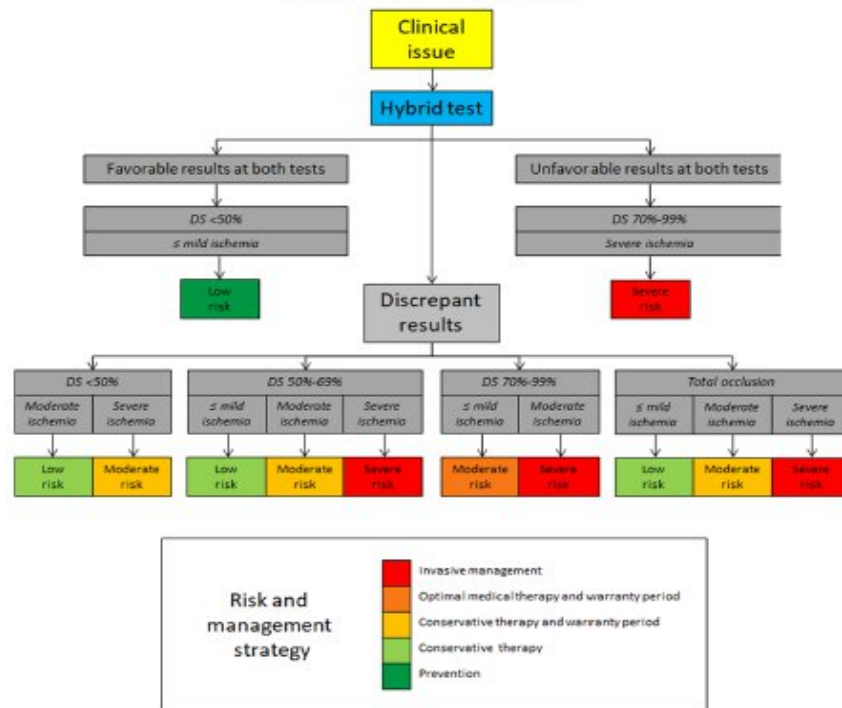 Clinical
issue
Hybrid test
Favorable results at both tests
Unfavorable results at both tests
DS <50%
≤ mild ischemia
DS 70%-99%
Severe ischemia
Low
risk
Severe
risk
Discrepant
results
DS <50%
Moderate
ischemia
Severe
ischemia
DS 50%-69%
≤ mild
ischemia
Moderate
ischemia
Severe
ischemia
DS 70%-99%
≤ mild
ischemia
Moderate
ischemia
Total occlusion
≤ mild
ischemia
Moderate
ischemia
Severe
ischemia
Low
risk
Moderate
risk
Low
risk
Moderate
risk
Severe
risk
Moderate
risk
Severe
risk
Low
risk
Moderate
risk
Severe
risk
Risk and
management
strategy
Invasive management
Optimal medical therapy and warranty period
Conservative therapy and warranty period
Conservative therapy
Prevention